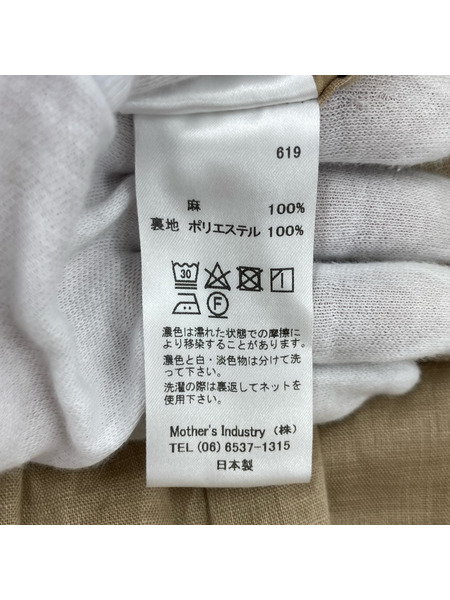 619
麻 100%
裏地 ポリエステル 100%
30
F
濃色は濡れた状態での摩擦に
より移染することがあります。
濃色と白・淡色物は分けて洗
って下さい。
洗濯の際は裏返してネットを
使用下さい。
Mother's Industry (株)
TEL (06) 6537-1315
日本製